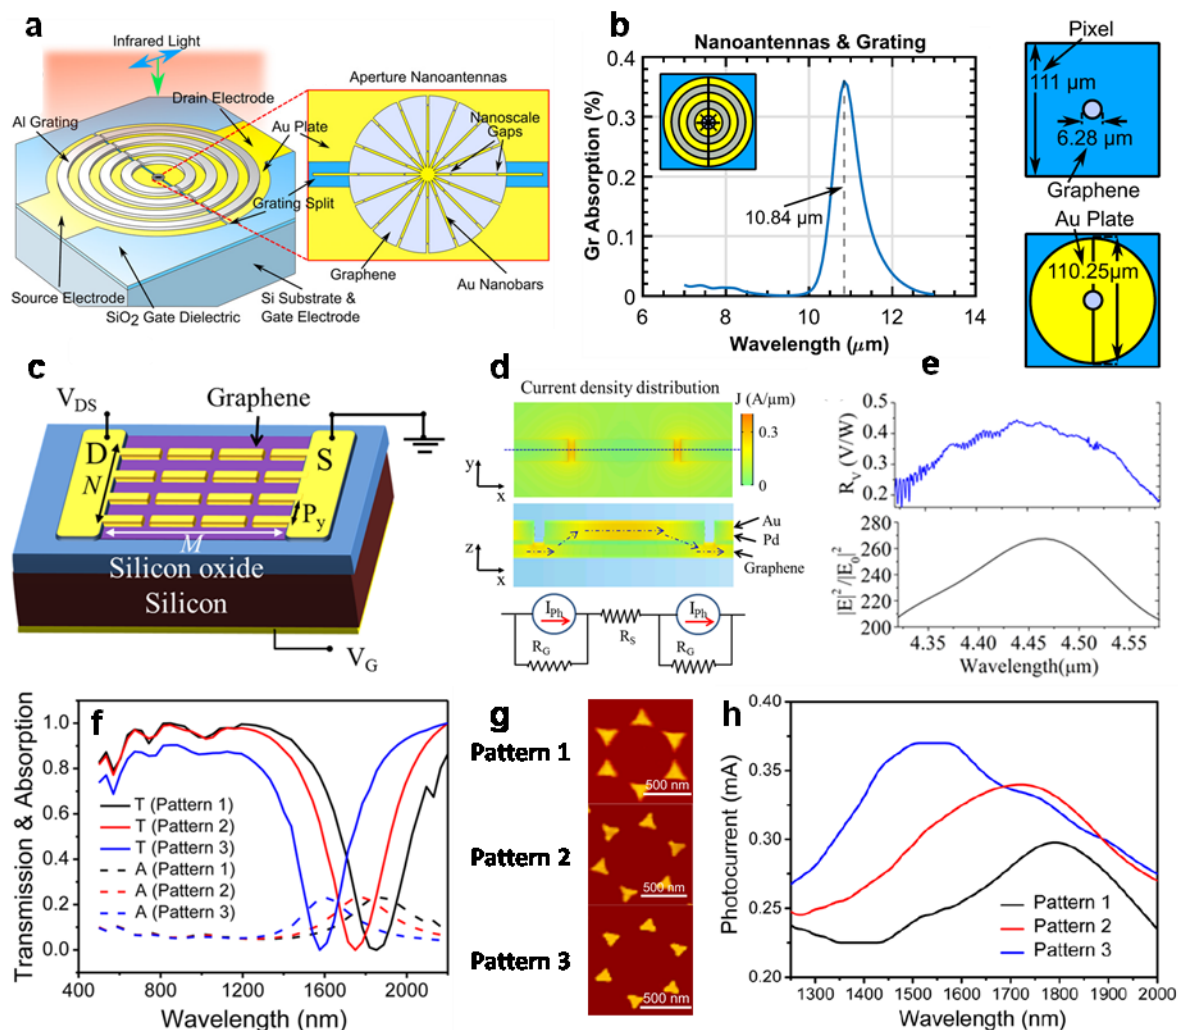 a
Infrared Light
Drain Electrode
Al Grating
Au Plate
Aperture Nanoantennas
Nanoscale
Gaps
Grating Split
Graphene
Au Nanobars
Source Electrode
SiO2 Gate Dielectric
Si Substrate &
Gate Electrode
b
Nanoantennas & Grating
Gr Absorption (%)
0.4
0.3
0.2
0.1
0
10.84 µm
6 8 10 12 14
Wavelength (µm)
Pixel
111 µm
6.28 µm
Graphene
Au Plate
110.25µm
c
VDS
Graphene
D
S
N
Py
M
Silicon oxide
Silicon
VG
d
Current density distribution
J (A/µm)
0.3
0
y
x
Au
Pd
Graphene
z
x
IPh
IPh
RS
RG
RG
e
RV (V/W)
0.5
0.4
0.3
0.2
|E|²/|E0|²
280
260
240
220
200
4.35 4.40 4.45 4.50 4.55
Wavelength(µm)
f
Transmission & Absorption
1.0
0.8
0.6
0.4
0.2
0.0
T (Pattern 1)
T (Pattern 2)
T (Pattern 3)
A (Pattern 1)
A (Pattern 2)
A (Pattern 3)
400 800 1200 1600 2000
Wavelength (nm)
g
Pattern 1
500 nm
Pattern 2
500 nm
Pattern 3
500 nm
h
Photocurrent (mA)
0.40
0.35
0.30
0.25
0.20
Pattern 1
Pattern 2
Pattern 3
1300 1400 1500 1600 1700 1800 1900 2000
Wavelength (nm)